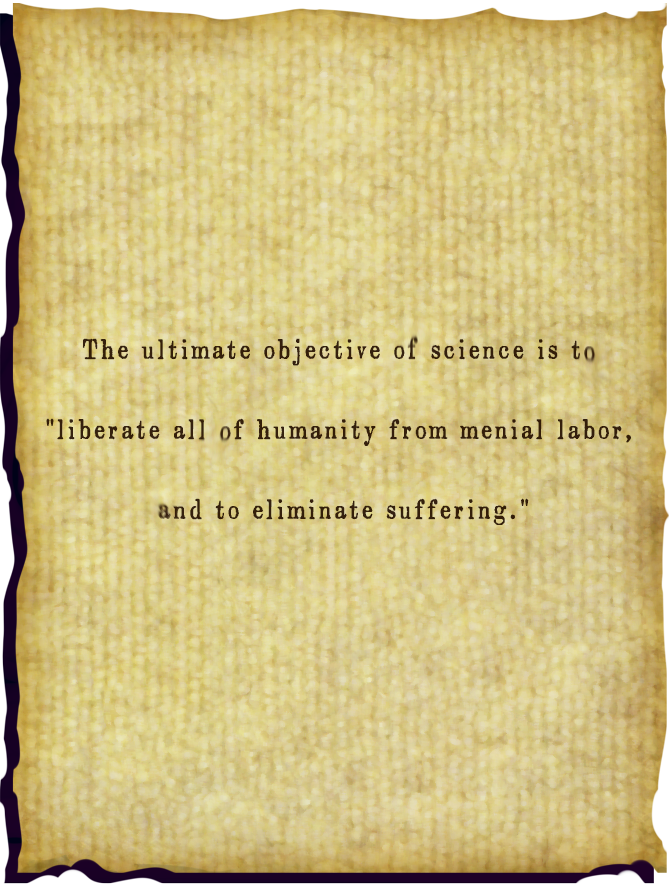 The ultimate objective of science is to
"liberate all of humanity from menial labor,
and to eliminate suffering."